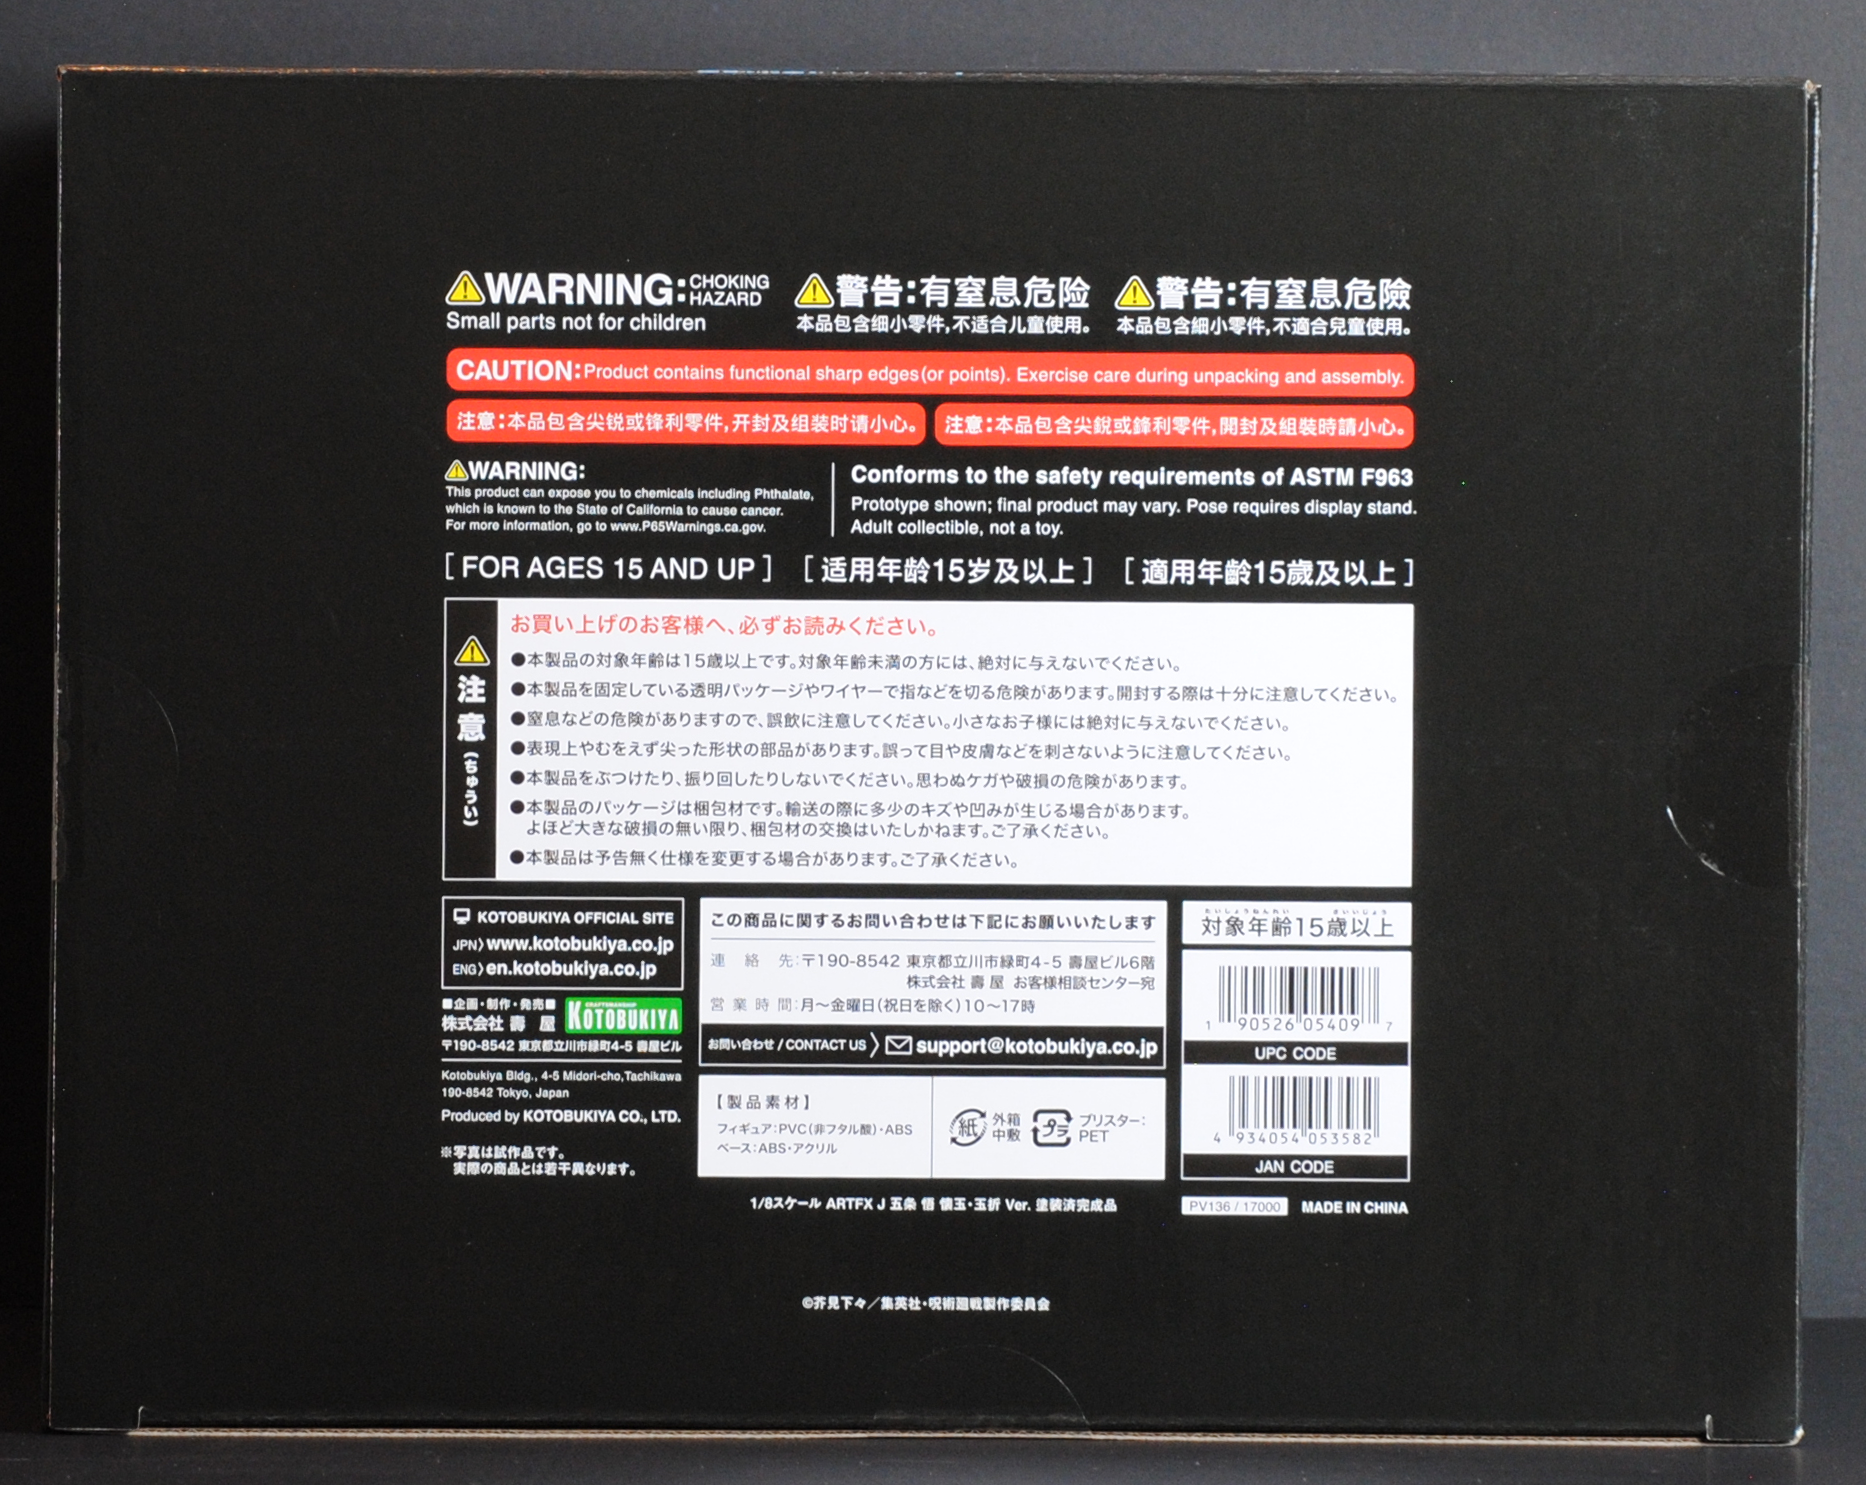 WARNING: CHOKING HAZARD
Small parts not for children
警告:有窒息危险
本品包含细小零件,不适合儿童使用。
警告:有窒息危險
本品包含細小零件,不適合兒童使用。
CAUTION: Product contains functional sharp edges (or points). Exercise care during unpacking and assembly.
注意:本品包含尖锐或锋利零件,开封及组装时请小心。
注意:本品包含尖銳或鋒利零件,開封及組裝時請小心。
WARNING:
This product can expose you to chemicals including Phthalate,
which is known to the State of California to cause cancer.
For more information, go to www.P65Warnings.ca.gov.
Conforms to the safety requirements of ASTM F963
Prototype shown; final product may vary. Pose requires display stand.
Adult collectible, not a toy.
[ FOR AGES 15 AND UP ]
[ 适用年龄15岁及以上 ]
[ 適用年齡15歲及以上 ]
注意(ちゅうい)
お買い上げのお客様へ、必ずお読みください。
●本製品の対象年齢は15歳以上です。対象年齢未満の方には、絶対に与えないでください。
●本製品を固定している透明パッケージやワイヤーで指などを切る危険があります。開封する際は十分に注意してください。
●窒息などの危険がありますので、誤飲に注意してください。小さなお子様には絶対に与えないでください。
●表現上やむをえず尖った形状の部品があります。誤って目や皮膚などを刺さないように注意してください。
●本製品をぶつけたり、振り回したりしないでください。思わぬケガや破損の危険があります。
●本製品のパッケージは梱包材です。輸送の際に多少のキズや凹みが生じる場合があります。
よほど大きな破損の無い限り、梱包材の交換はいたしかねます。ご了承ください。
●本製品は予告無く仕様を変更する場合があります。ご了承ください。
KOTOBUKIYA OFFICIAL SITE
JPN〉www.kotobukiya.co.jp
ENG〉en.kotobukiya.co.jp
■企画・制作・発売■
株式会社 壽 屋
CRAFTSMANSHIP
KOTOBUKIYA
〒190-8542 東京都立川市緑町4-5 壽屋ビル
Kotobukiya Bldg., 4-5 Midori-cho,Tachikawa
190-8542 Tokyo, Japan
Produced by KOTOBUKIYA CO., LTD.
※写真は試作品です。
実際の商品とは若干異なります。
この商品に関するお問い合わせは下記にお願いいたします
連絡先:〒190-8542 東京都立川市緑町4-5 壽屋ビル6階
株式会社 壽 屋 お客様相談センター宛
営業時間:月～金曜日(祝日を除く)10～17時
お問い合わせ / CONTACT US 〉 support@kotobukiya.co.jp
【製品素材】
フィギュア:PVC(非フタル酸)・ABS
ベース:ABS・アクリル
紙
外箱
中敷
プラ
ブリスター:
PET
たいしょうねんれい さいいじょう
対象年齢15歳以上
1 90526 05409 7
UPC CODE
4 934054 053582
JAN CODE
1/8スケール ARTFX J 五条 悟 懐玉・玉折 Ver. 塗装済完成品
PV136 / 17000
MADE IN CHINA
©芥見下々／集英社・呪術廻戦製作委員会